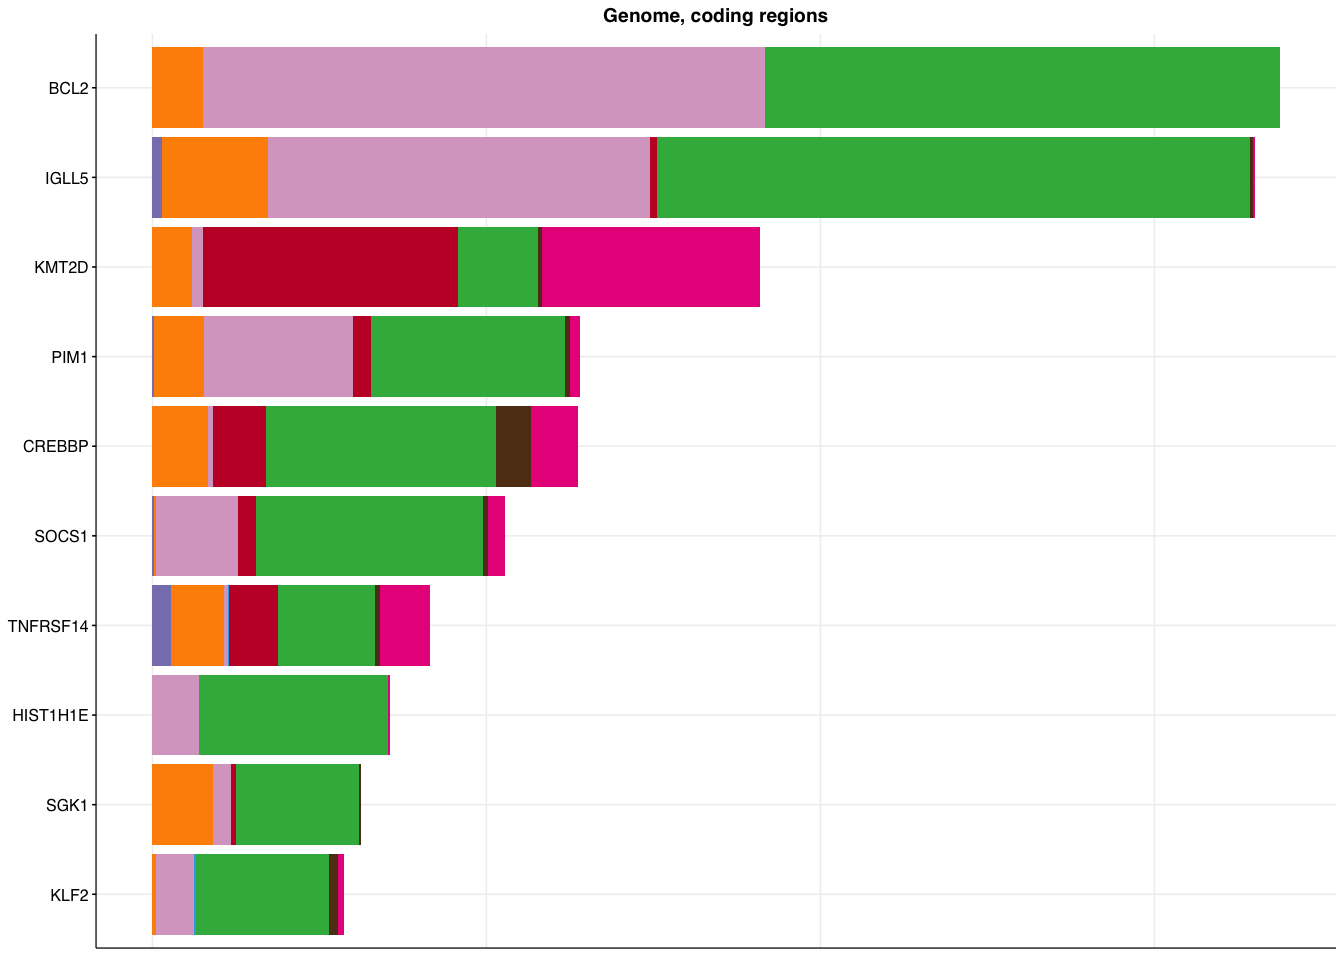 Genome, coding regions
BCL2
IGLL5
KMT2D
PIM1
CREBBP
SOCS1
TNFRSF14
HIST1H1E
SGK1
KLF2